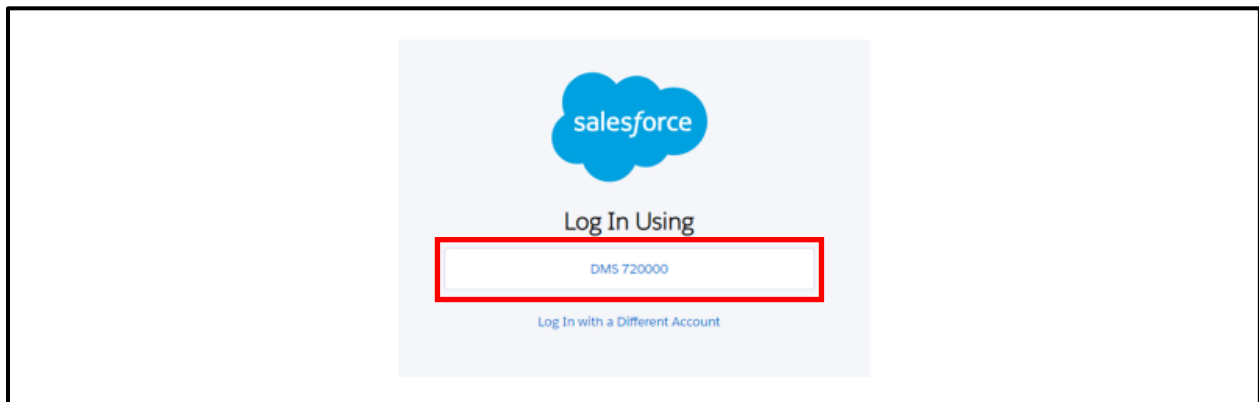 salesforce
Log In Using
DMS 720000
Log In with a Different Account